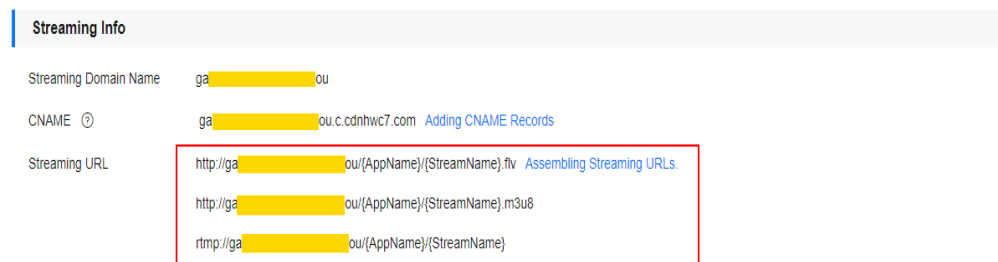 Streaming Info
Streaming Domain Name ga ou
CNAME ? ga ou.c.cdnhwc7.com Adding CNAME Records
Streaming URL http://ga ou/{AppName}/{StreamName}.flv Assembling Streaming URLs.
http://ga ou/{AppName}/{StreamName}.m3u8
rtmp://ga ou/{AppName}/{StreamName}